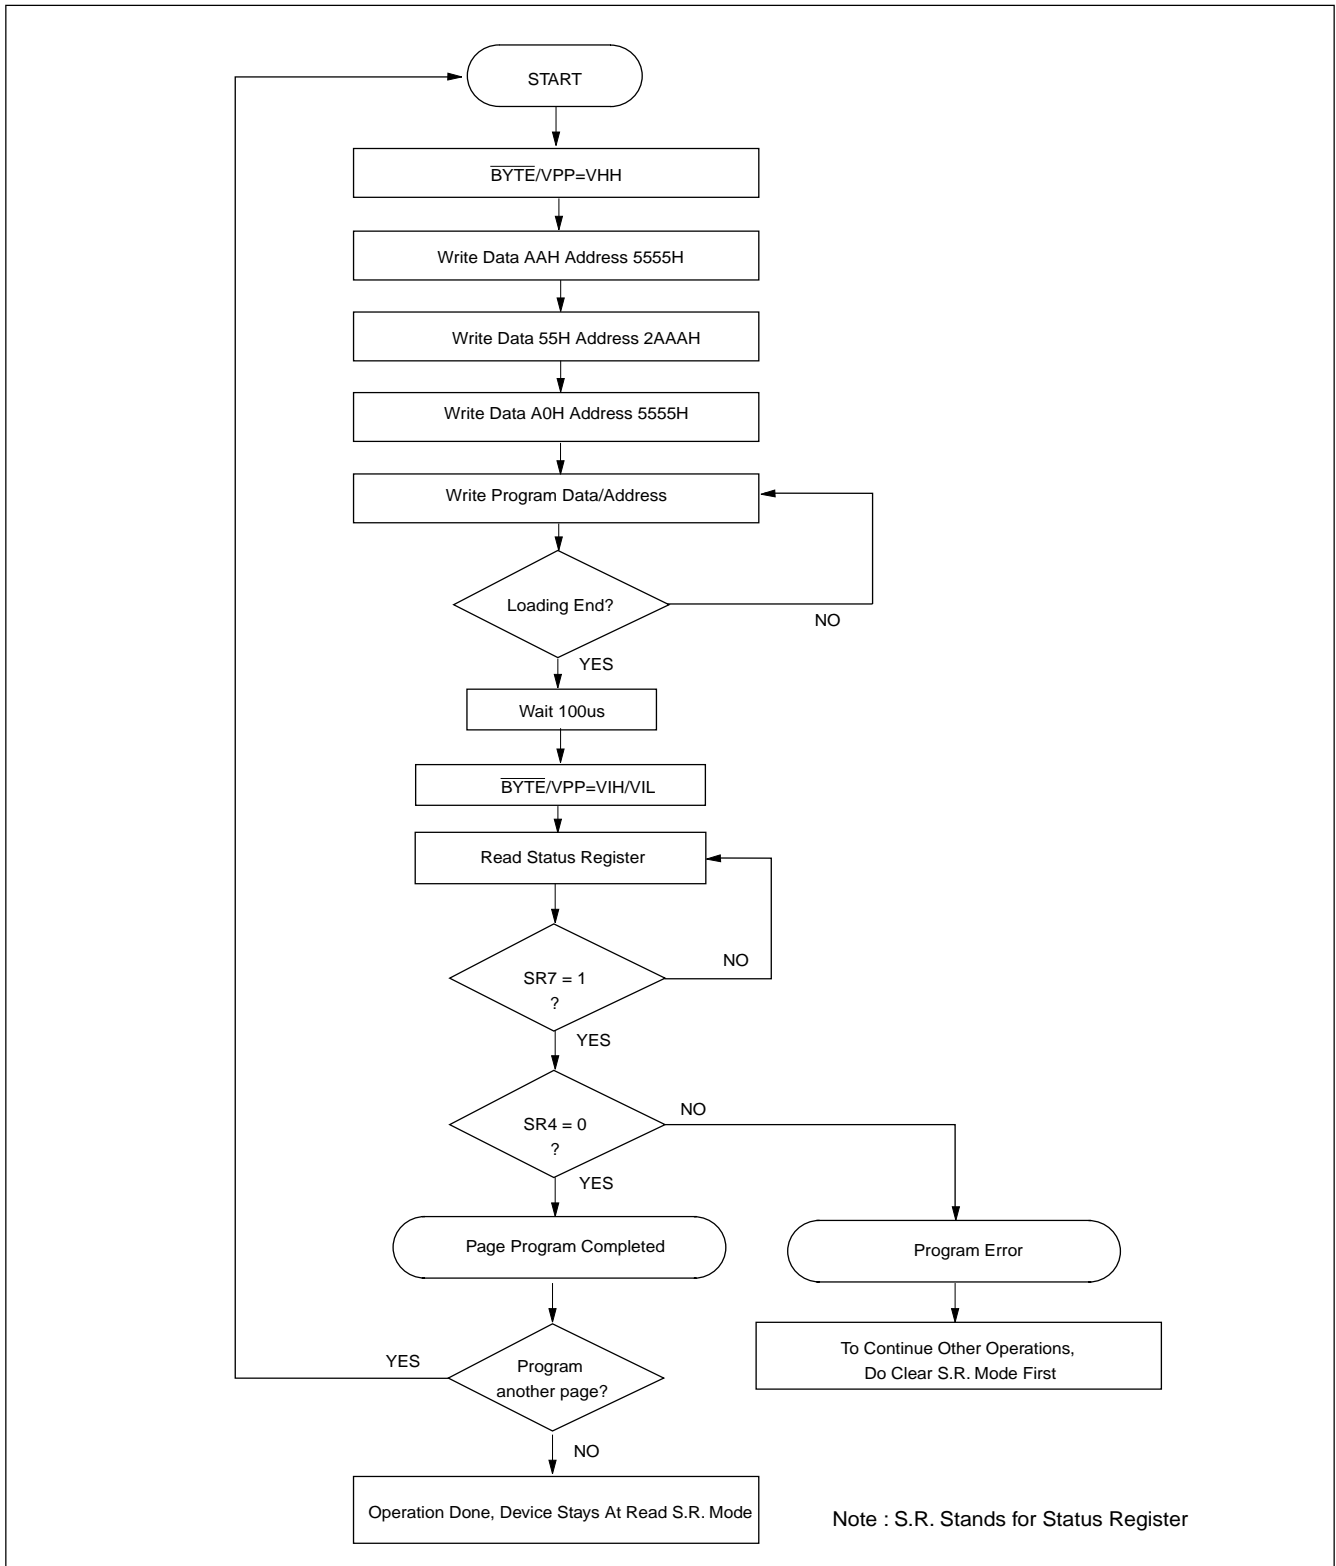 START
B̅Y̅T̅E̅/VPP=VHH
Write Data AAH Address 5555H
Write Data 55H Address 2AAAH
Write Data A0H Address 5555H
Write Program Data/Address
Loading End?
NO
YES
Wait 100us
B̅Y̅T̅E̅/VPP=VIH/VIL
Read Status Register
NO
SR7 = 1
?
YES
NO
SR4 = 0
?
YES
Page Program Completed
Program Error
To Continue Other Operations,
Do Clear S.R. Mode First
YES
Program
another page?
NO
Operation Done, Device Stays At Read S.R. Mode
Note : S.R. Stands for Status Register